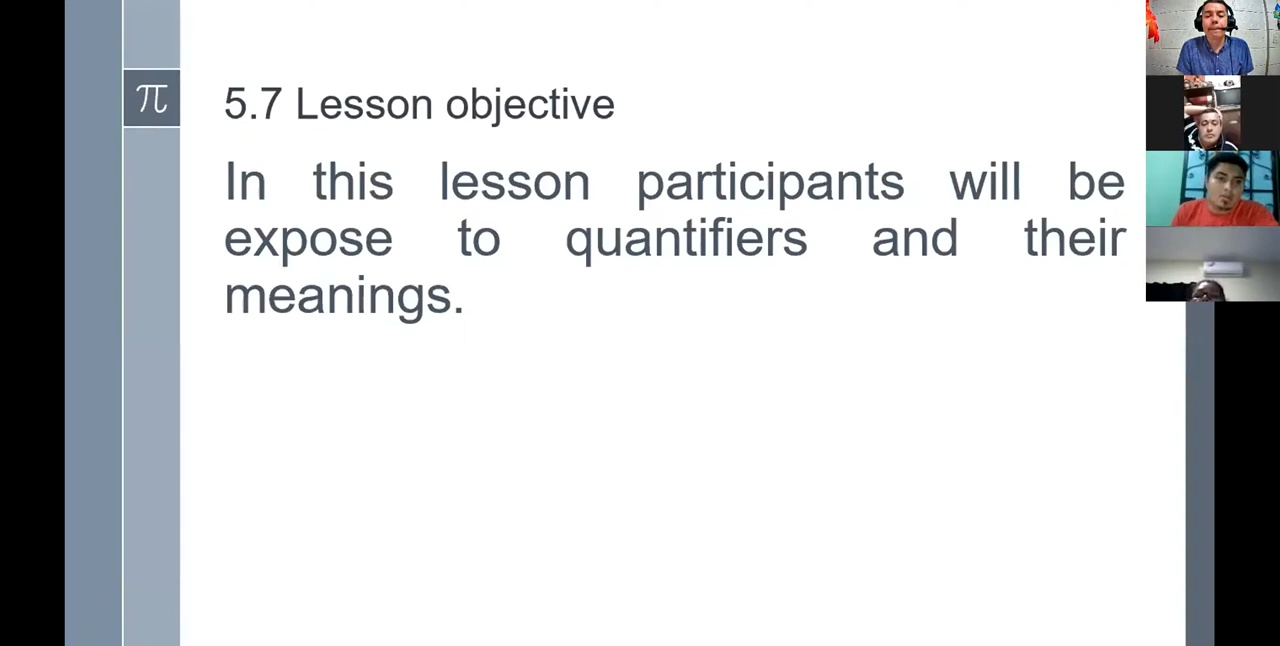 π
5.7 Lesson objective
In this lesson participants will be
expose to quantifiers and their
meanings.